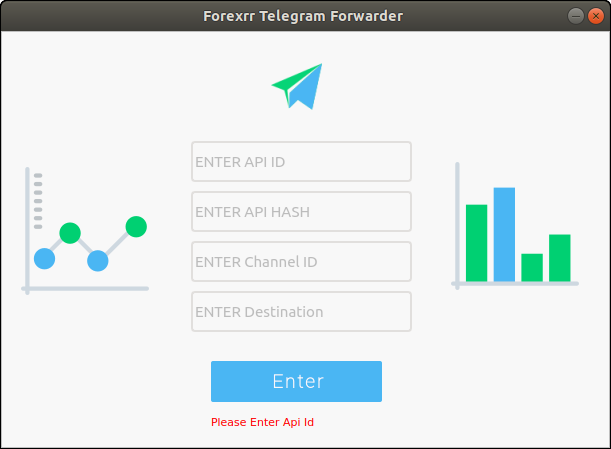 Forexrr Telegram Forwarder
ENTER API ID
ENTER API HASH
ENTER Channel ID
ENTER Destination
Enter
Please Enter Api Id